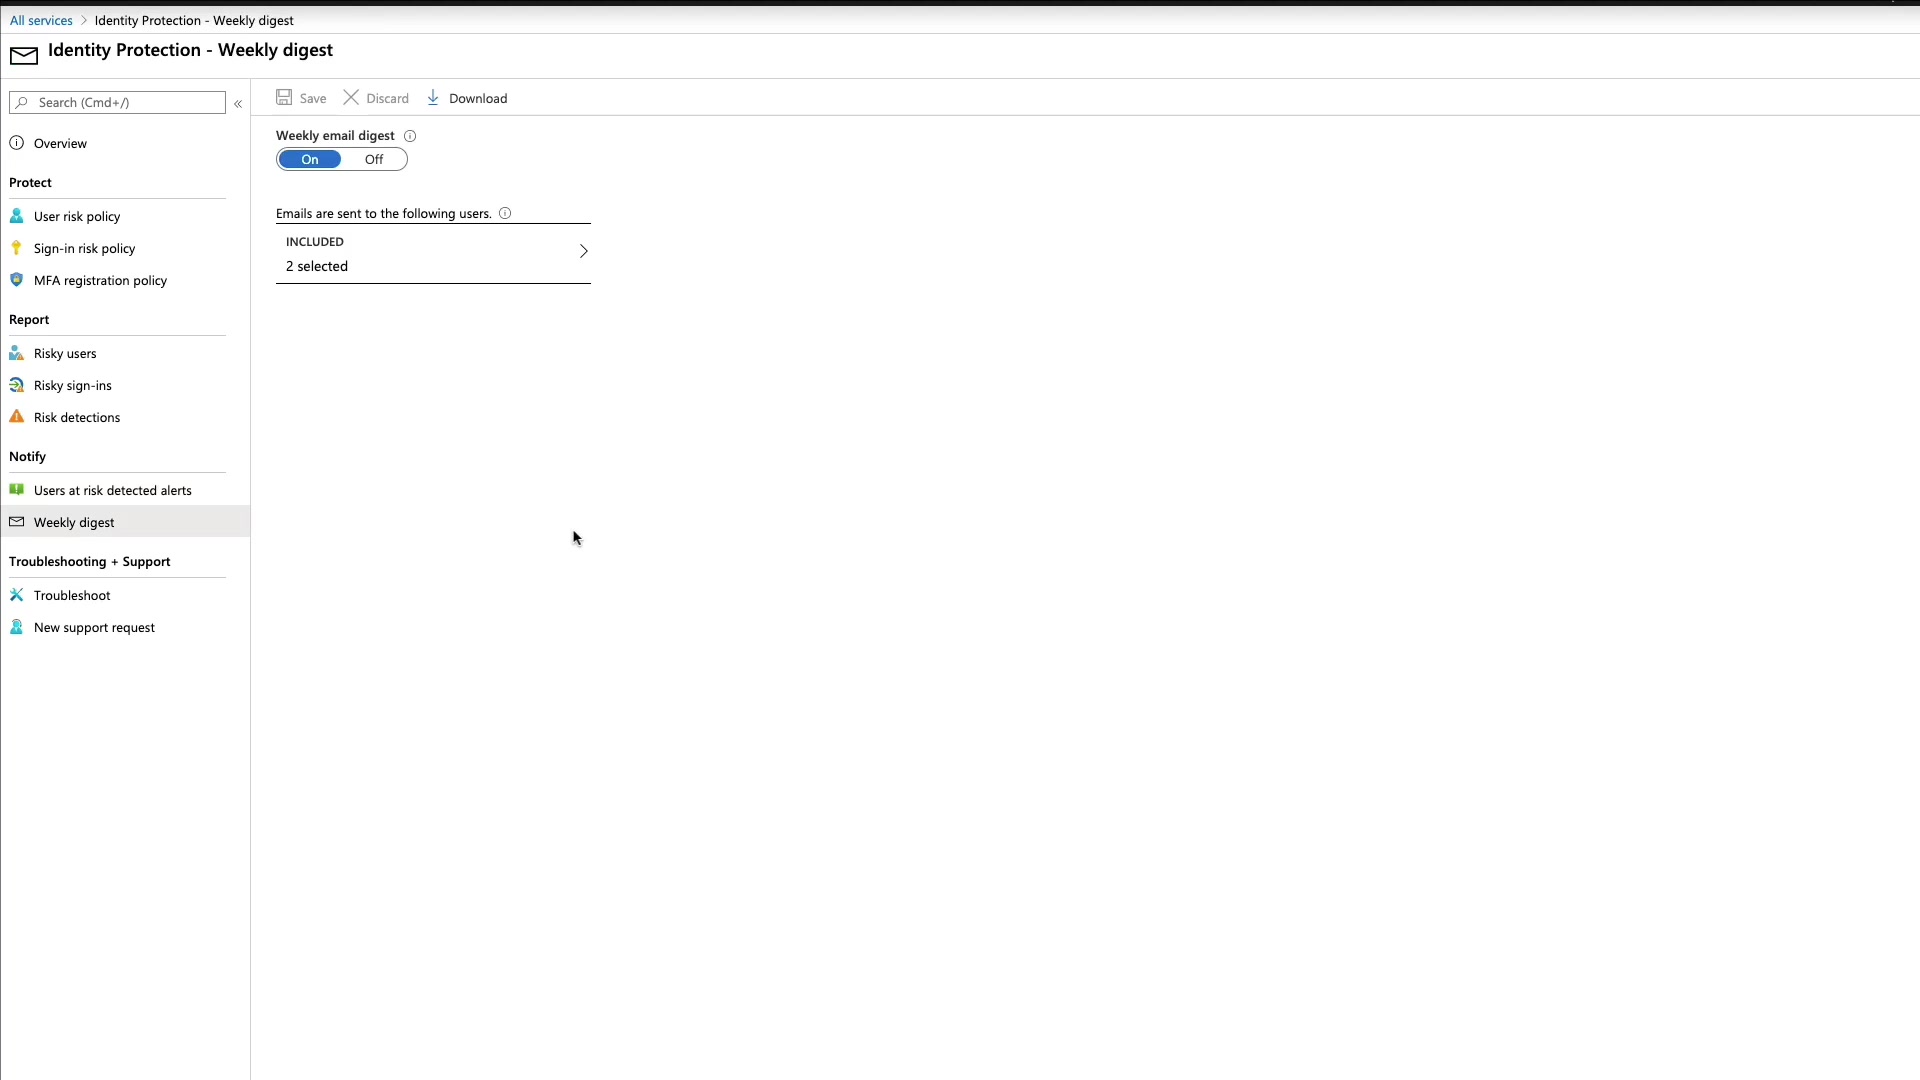 All services > Identity Protection - Weekly digest
Identity Protection - Weekly digest
Search (Cmd+/)
«
Overview
Protect
User risk policy
Sign-in risk policy
MFA registration policy
Report
Risky users
Risky sign-ins
Risk detections
Notify
Users at risk detected alerts
Weekly digest
Troubleshooting + Support
Troubleshoot
New support request
Save Discard Download
Weekly email digest
On Off
Emails are sent to the following users.
INCLUDED
2 selected